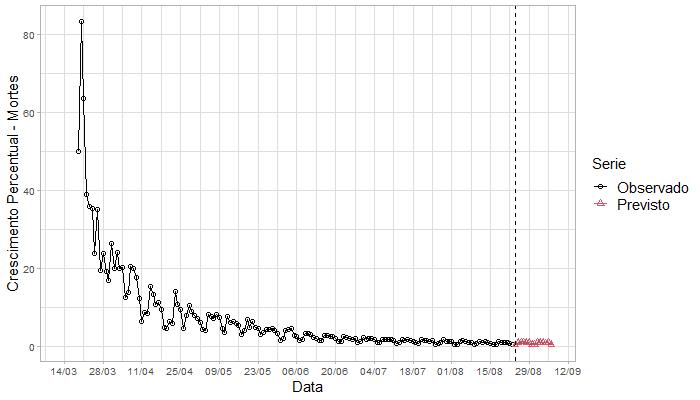 Crescimento Percentual - Mortes
80
60
40
20
0
14/03 28/03 11/04 25/04 09/05 23/05 06/06 20/06 04/07 18/07 01/08 15/08 29/08 12/09
Data
Serie
Observado
Previsto